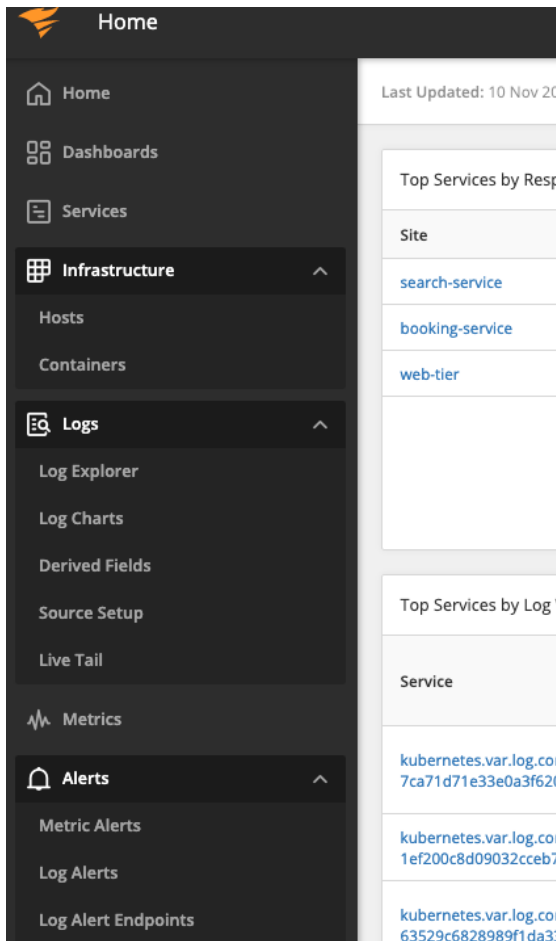 Home
Home
Dashboards
Services
Infrastructure
Hosts
Containers
Logs
Log Explorer
Log Charts
Derived Fields
Source Setup
Live Tail
Metrics
Alerts
Metric Alerts
Log Alerts
Log Alert Endpoints
Last Updated: 10 Nov
Top Services by
Site
search-service
booking-service
web-tier
Top Services by Log
Service
kubernetes.var.log.
7ca71d71e33e0a3f62
kubernetes.var.log.
1ef200c8d09032cceb
kubernetes.var.log.
63529c6828989f1da3